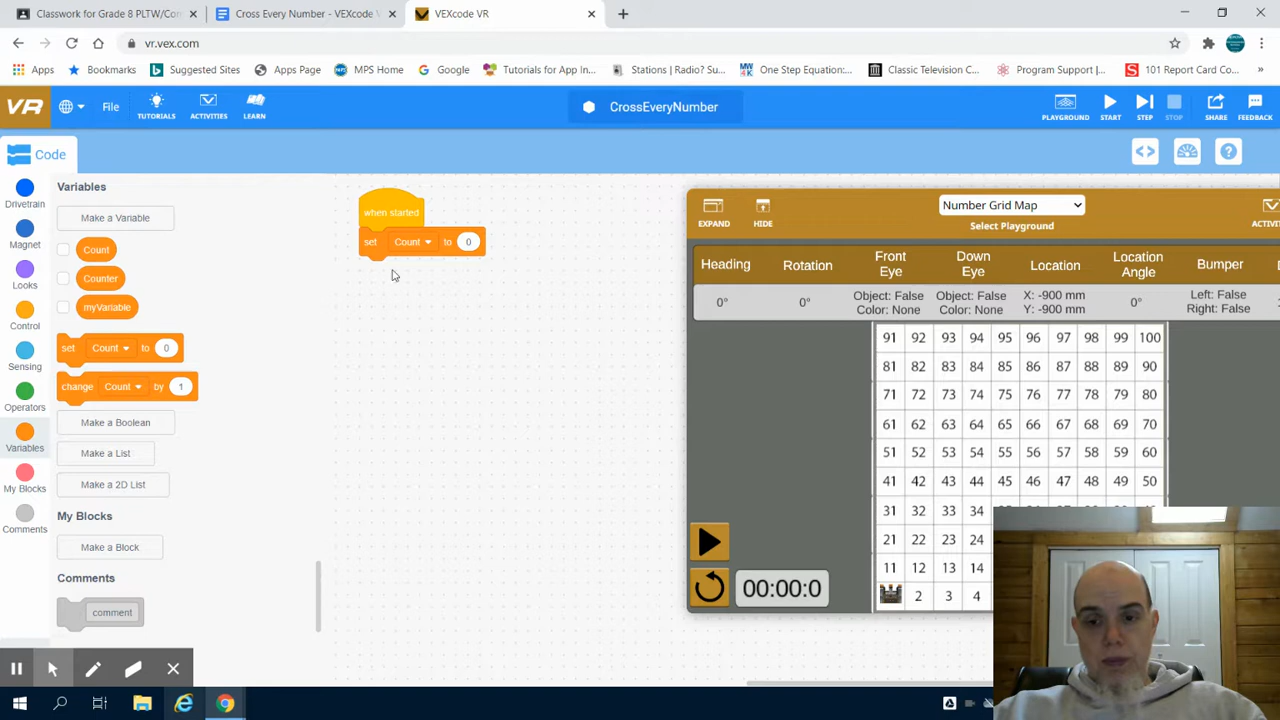 Classwork for Grade 8 PLTW/Con
Cross Every Number - VEXcode V
VEXcode VR
vr.vex.com
Apps
Bookmarks
Suggested Sites
Apps Page
MPS Home
Google
Tutorials for App In...
Stations | Radio? Su...
One Step Equation:...
Classic Television C...
Program Support |...
101 Report Card Co...
VR
File
TUTORIALS
ACTIVITIES
LEARN
CrossEveryNumber
PLAYGROUND
START
STEP
STOP
SHARE
FEEDBACK
Code
Drivetrain
Magnet
Looks
Control
Sensing
Operators
Variables
My Blocks
Comments
Variables
Make a Variable
Count
Counter
myVariable
set Count to 0
change Count by 1
Make a Boolean
Make a List
Make a 2D List
My Blocks
Make a Block
Comments
comment
when started
set Count to 0
EXPAND
HIDE
Number Grid Map
Select Playground
Heading
Rotation
Front Eye
Down Eye
Location
Location Angle
Bumper
0°
0°
Object: False
Color: None
Object: False
Color: None
X: -900 mm
Y: -900 mm
0°
Left: False
Right: False
91 92 93 94 95 96 97 98 99 100
81 82 83 84 85 86 87 88 89 90
71 72 73 74 75 76 77 78 79 80
61 62 63 64 65 66 67 68 69 70
51 52 53 54 55 56 57 58 59 60
41 42 43 44 45 46 47 48 49 50
31 32 33 34
21 22 23 24
11 12 13 14
2 3 4
00:00:0